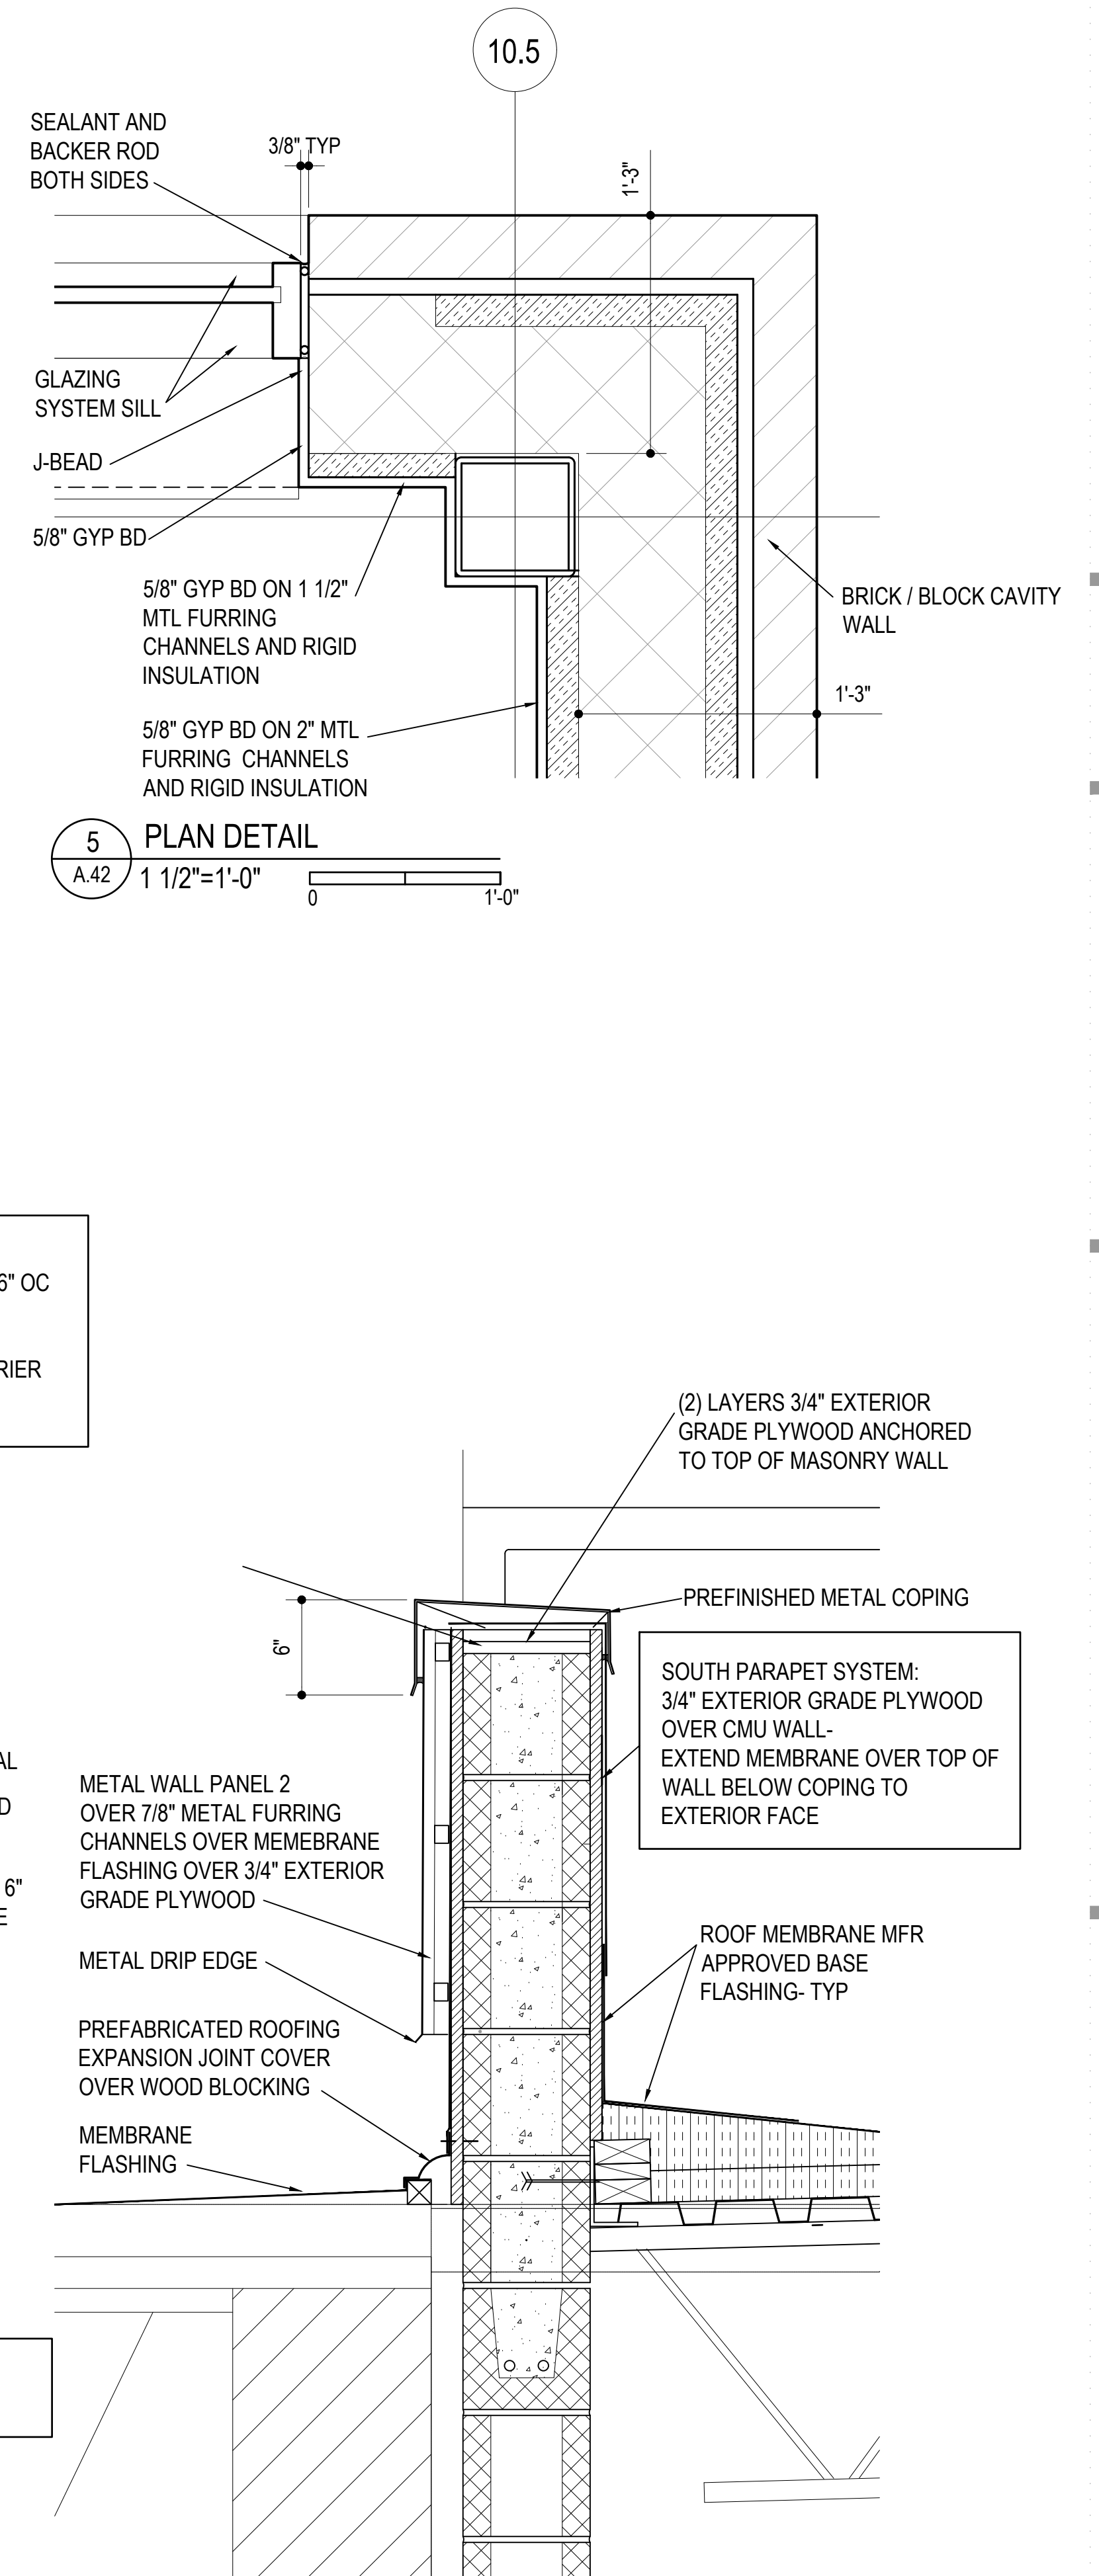 10.5
SEALANT AND
BACKER ROD
BOTH SIDES
3/8" TYP
1'-3"
GLAZING
SYSTEM SILL
J-BEAD
5/8" GYP BD
5/8" GYP BD ON 1 1/2"
MTL FURRING
CHANNELS AND RIGID
INSULATION
BRICK / BLOCK CAVITY
WALL
1'-3"
5/8" GYP BD ON 2" MTL
FURRING CHANNELS
AND RIGID INSULATION
5
A.42
PLAN DETAIL
1 1/2"=1'-0"
0
1'-0"
6" OC
RIER
(2) LAYERS 3/4" EXTERIOR
GRADE PLYWOOD ANCHORED
TO TOP OF MASONRY WALL
PREFINISHED METAL COPING
6"
SOUTH PARAPET SYSTEM:
3/4" EXTERIOR GRADE PLYWOOD
OVER CMU WALL-
EXTEND MEMBRANE OVER TOP OF
WALL BELOW COPING TO
EXTERIOR FACE
AL
D
6"
E
METAL WALL PANEL 2
OVER 7/8" METAL FURRING
CHANNELS OVER MEMEBRANE
FLASHING OVER 3/4" EXTERIOR
GRADE PLYWOOD
METAL DRIP EDGE
ROOF MEMBRANE MFR
APPROVED BASE
FLASHING- TYP
PREFABRICATED ROOFING
EXPANSION JOINT COVER
OVER WOOD BLOCKING
MEMBRANE
FLASHING